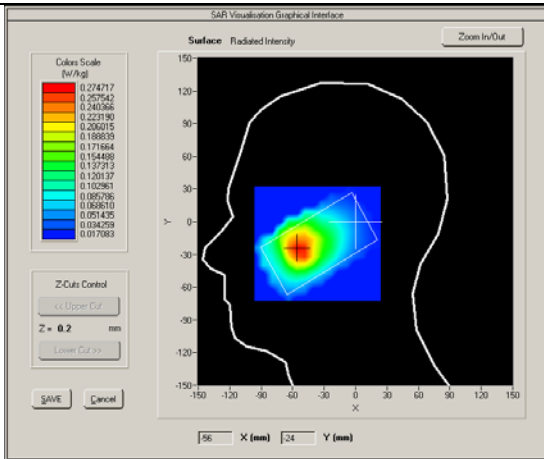 SAR Visualisation Graphical Interface
Surface Radiated Intensity
Zoom In/Out
Colors Scale
(W/kg)
0.274717
0.257542
0.240366
0.223190
0.206015
0.188839
0.171664
0.154488
0.137313
0.120137
0.102961
0.085786
0.068610
0.051435
0.034259
0.017083
Z-Cuts Control
<< Upper Cut
Z = 0.2 mm
Lower Cut >>
SAVE Cancel
150-
120-
90-
60-
30-
0-
-30-
-60-
-90-
-120-
-150-
Y
-150 -120 -90 -60 -30 0 30 60 90 120 150
X
-56 X (mm) -24 Y (mm)